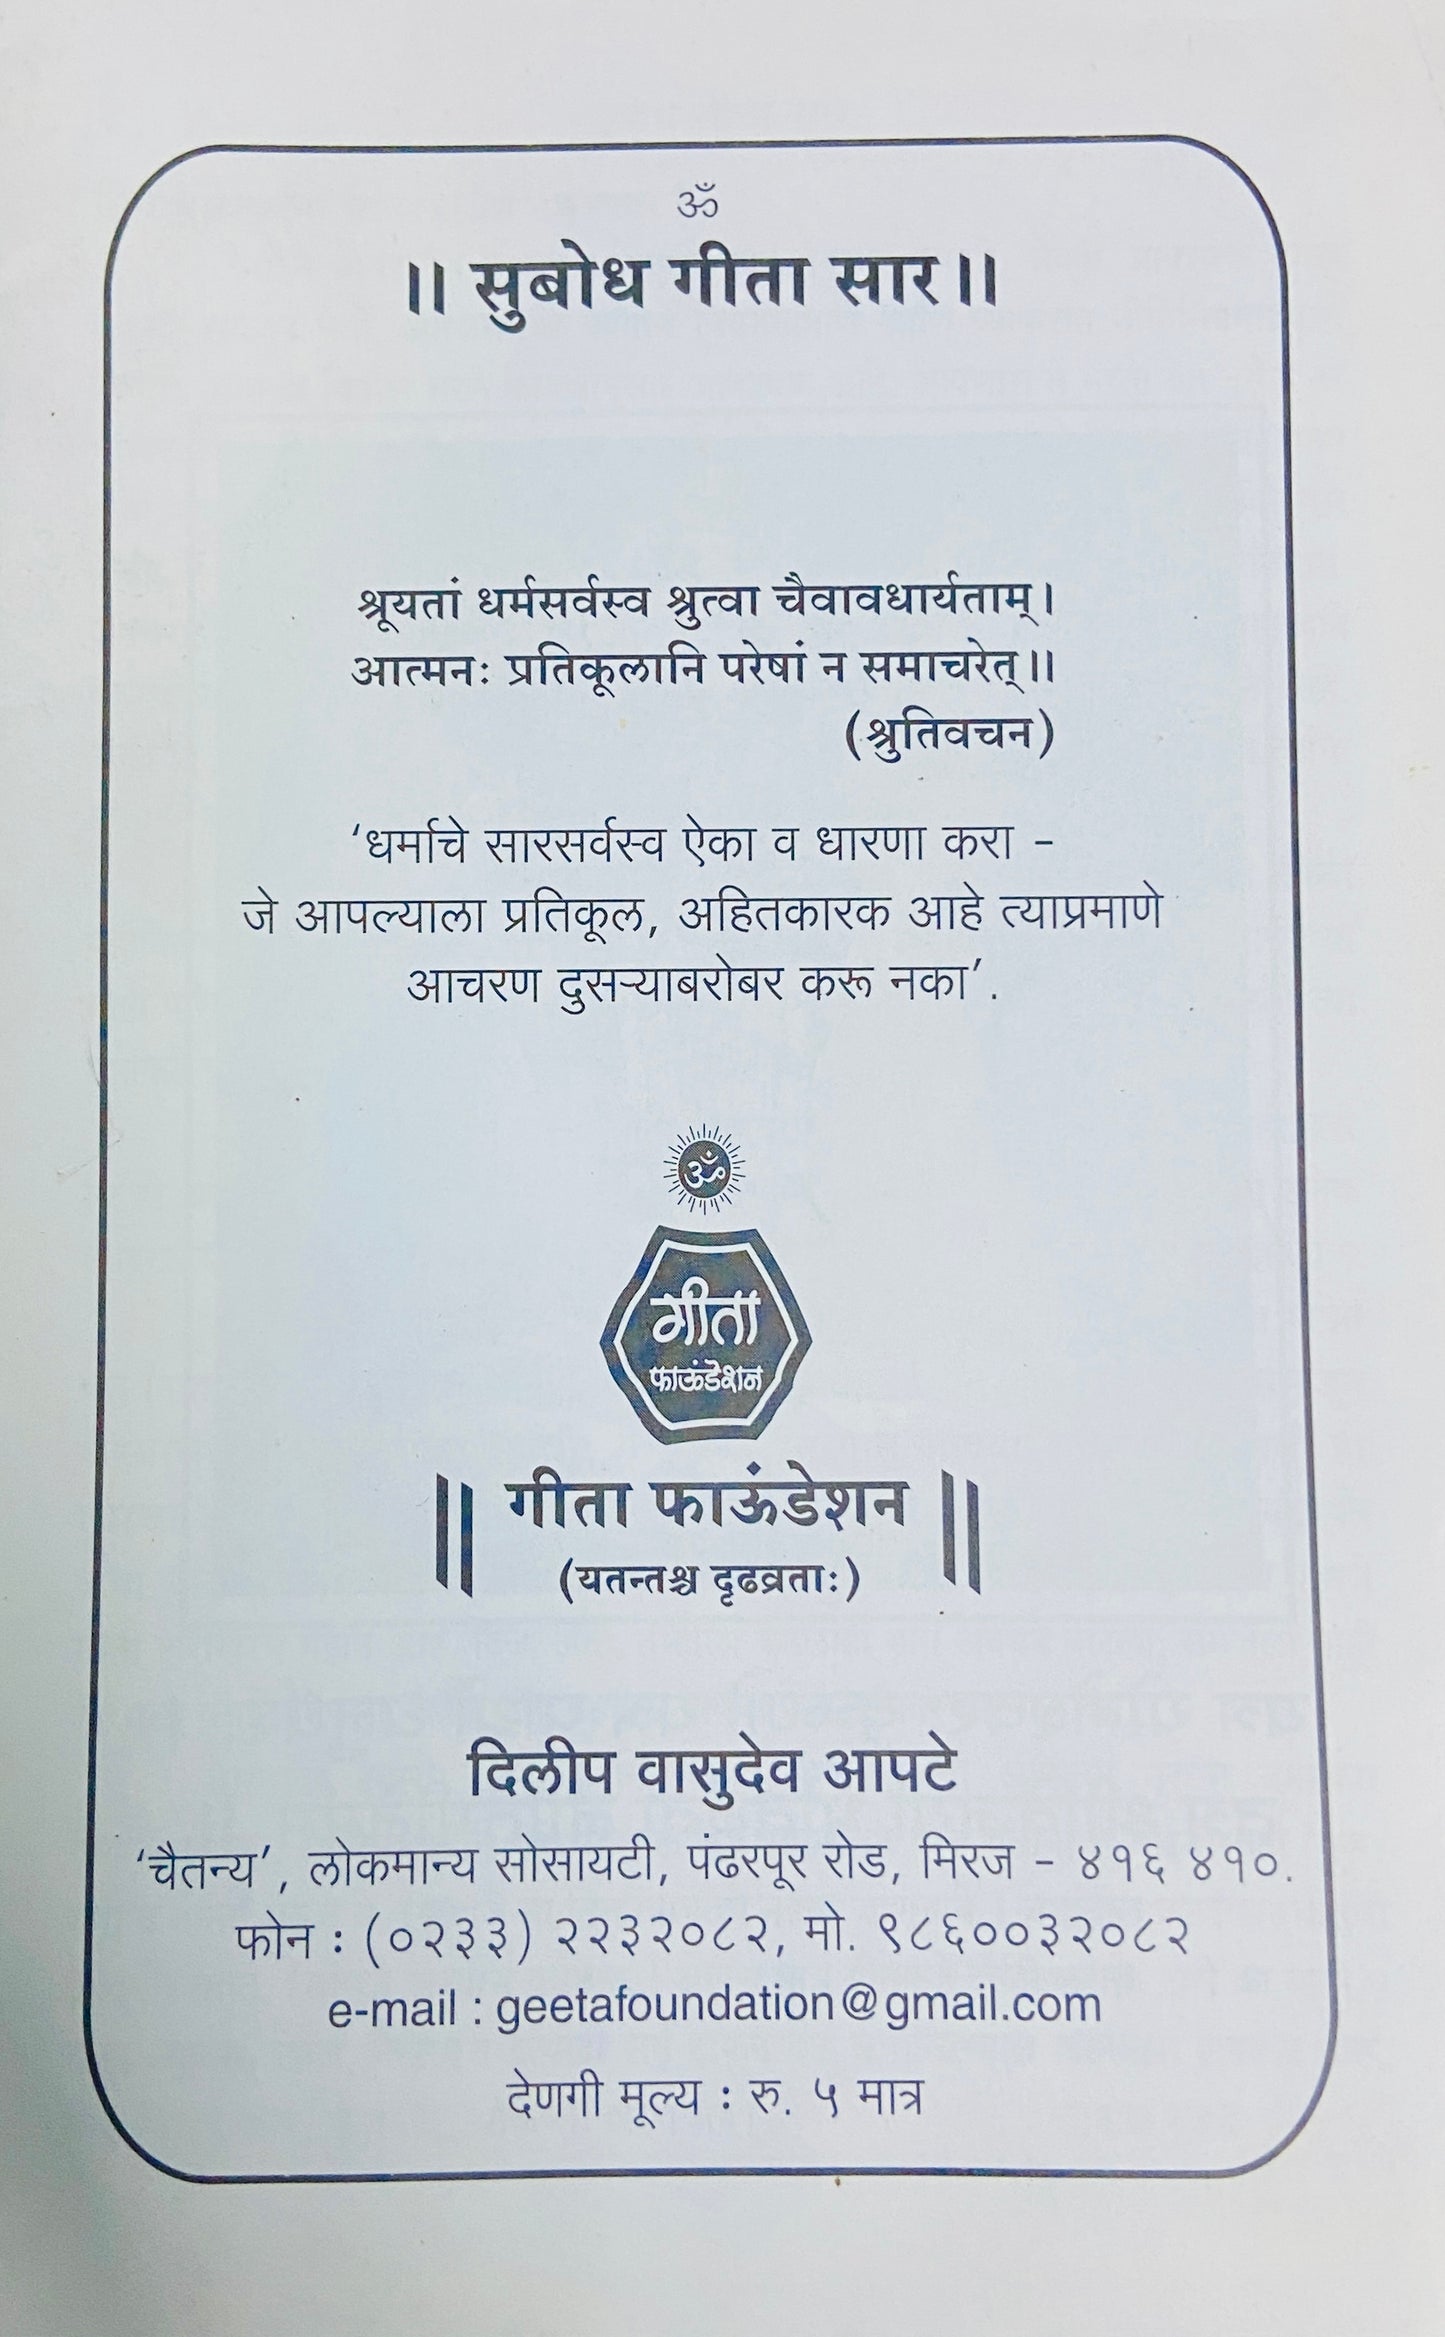 ॐ
।। सुबोध गीता सार ।।
श्रूयतां धर्मसर्वस्व श्रुत्वा चैवावधार्यताम् ।
आत्मनः प्रतिकूलानि परेषां न समाचरेत् ।।
(श्रुतिवचन)
'धर्माचे सारसर्वस्व ऐका व धारणा करा -
जे आपल्याला प्रतिकूल, अहितकारक आहे त्याप्रमाणे
आचरण दुसऱ्याबरोबर करू नका'.
ॐ
गीता
फाऊंडेशन
|| गीता फाऊंडेशन ||
(यतन्तश्च दृढव्रताः)
दिलीप वासुदेव आपटे
'चैतन्य', लोकमान्य सोसायटी, पंढरपूर रोड, मिरज - ४१६ ४१०.
फोन : (०२३३) २२३२०८२, मो. ९८६००३२०८२
e-mail : geetafoundation@gmail.com
देणगी मूल्य : रु. ५ मात्र